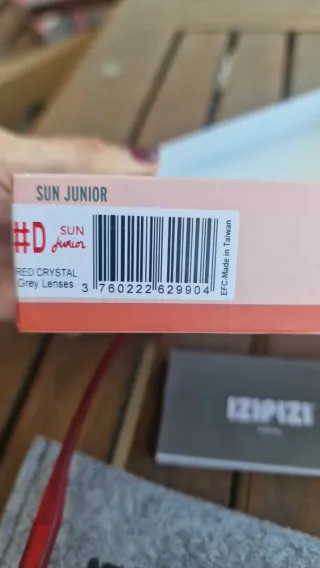 SUN JUNIOR
#D SUN
Junior
RED CRYSTAL
Grey Lenses
3 760222 629904
EFC-Made in Taiwan
IZIPIZI